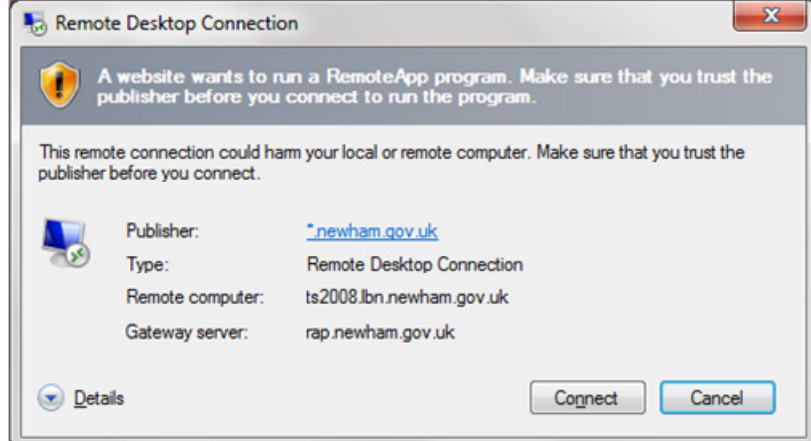 Remote Desktop Connection
A website wants to run a RemoteApp program. Make sure that you trust the
publisher before you connect to run the program.
This remote connection could harm your local or remote computer. Make sure that you trust the
publisher before you connect.
Publisher: *.newham.gov.uk
Type: Remote Desktop Connection
Remote computer: ts2008.lbn.newham.gov.uk
Gateway server: rap.newham.gov.uk
Details Connect Cancel